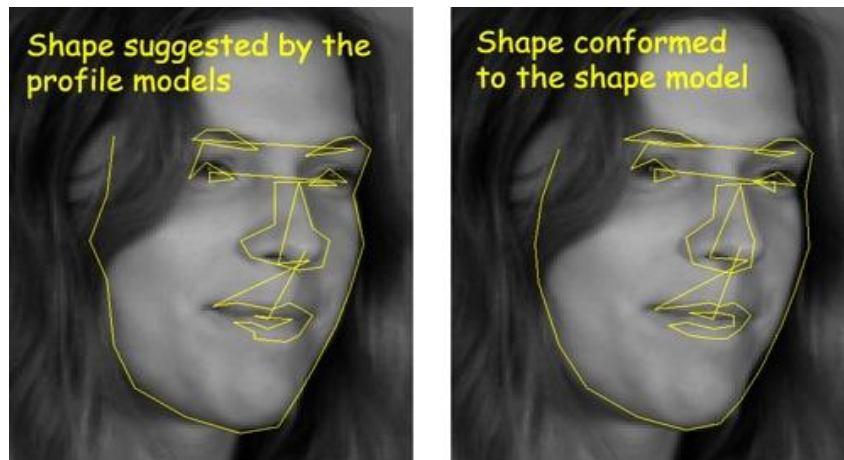 Shape suggested by the
profile models
Shape conformed
to the shape model